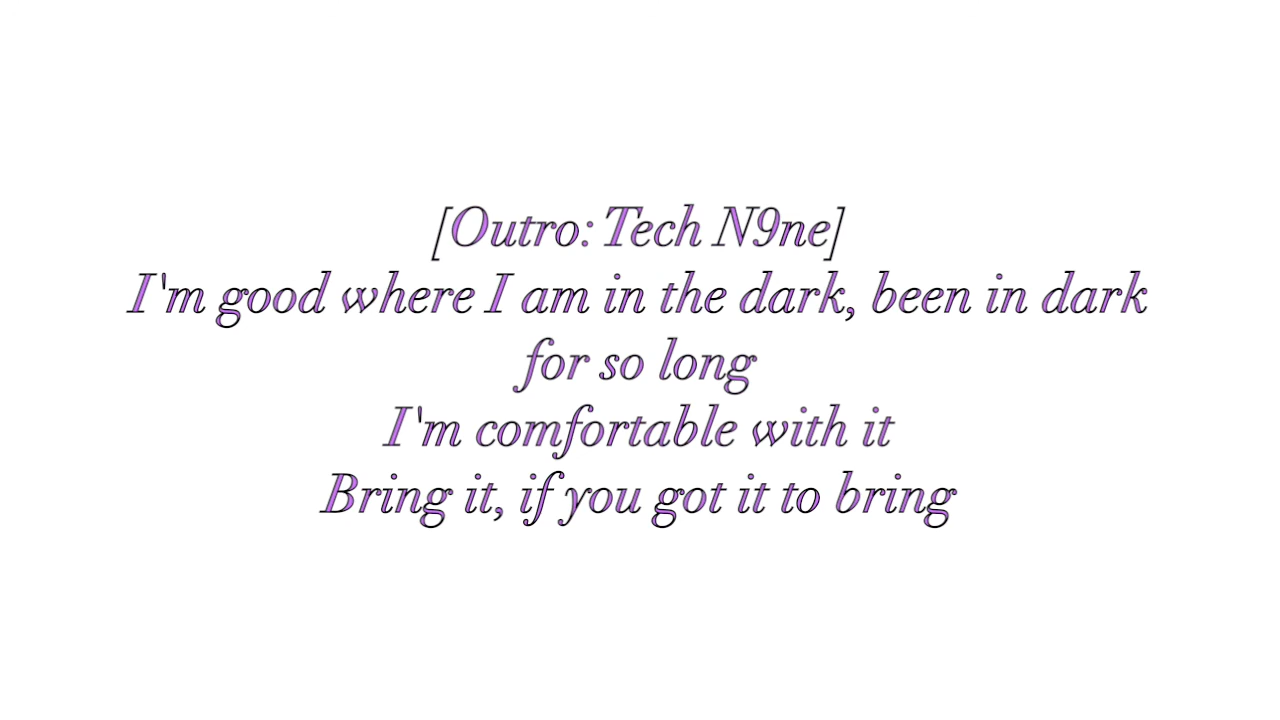 [Outro: Tech N9ne]
I'm good where I am in the dark, been in dark
for so long
I'm comfortable with it
Bring it, if you got it to bring